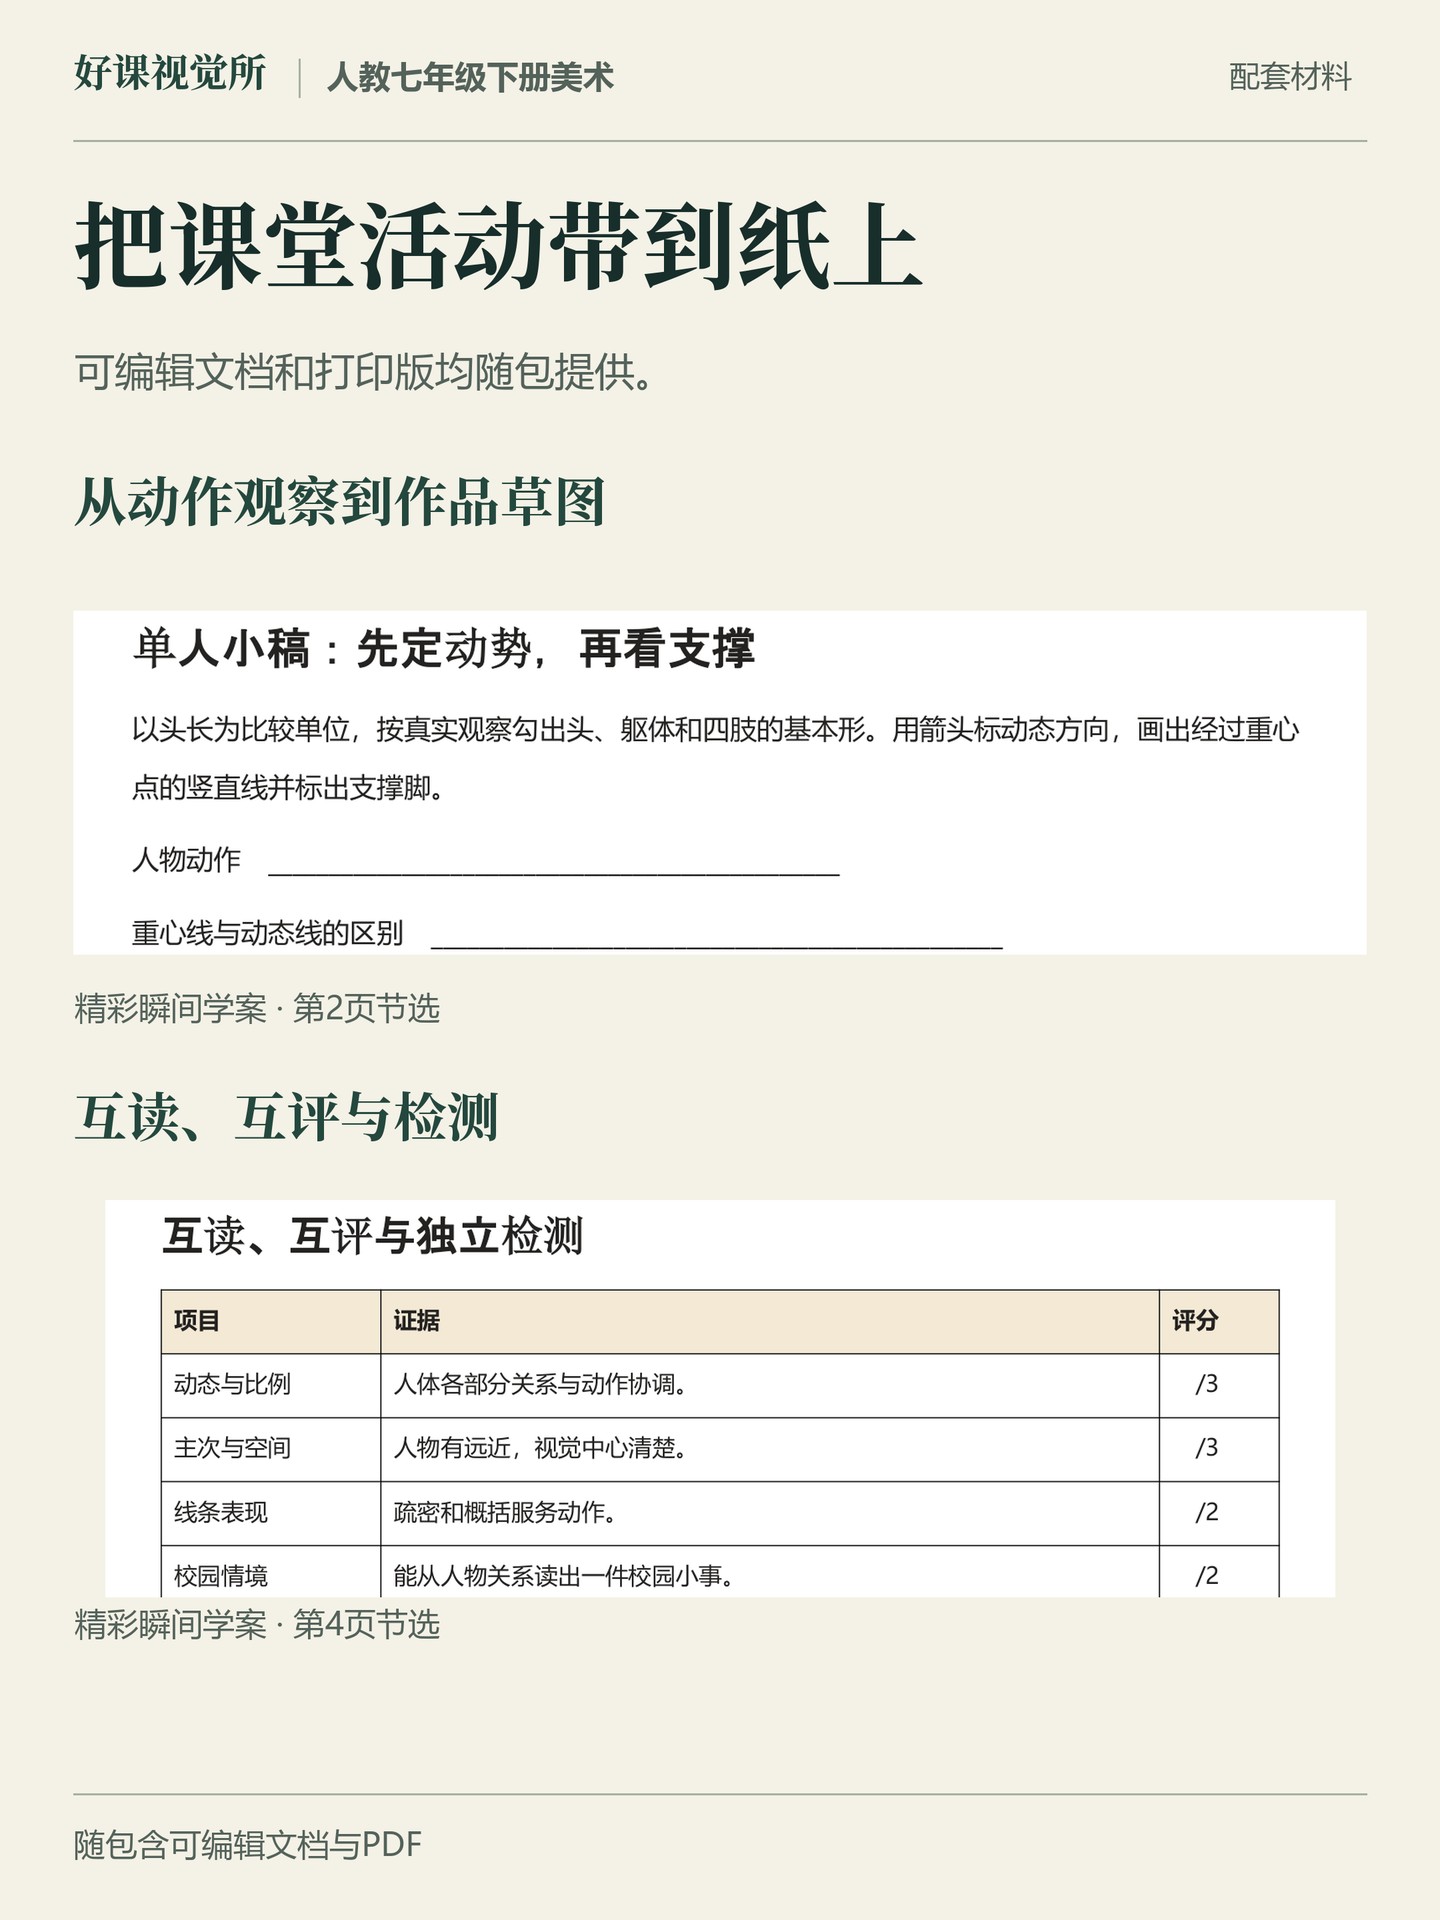 好课视觉所 | 人教七年级下册美术 配套材料
把课堂活动带到纸上
可编辑文档和打印版均随包提供。
从动作观察到作品草图
单人小稿：先定动势，再看支撑
以头长为比较单位，按真实观察勾出头、躯体和四肢的基本形。用箭头标动态方向，画出经过重心
点的竖直线并标出支撑脚。
人物动作 ____________________
重心线与动态线的区别 ____________________
精彩瞬间学案 · 第2页节选
互读、互评与检测
互读、互评与独立检测
项目 证据 评分
动态与比例 人体各部分关系与动作协调。 /3
主次与空间 人物有远近，视觉中心清楚。 /3
线条表现 疏密和概括服务动作。 /2
校园情境 能从人物关系读出一件校园小事。 /2
精彩瞬间学案 · 第4页节选
随包含可编辑文档与PDF